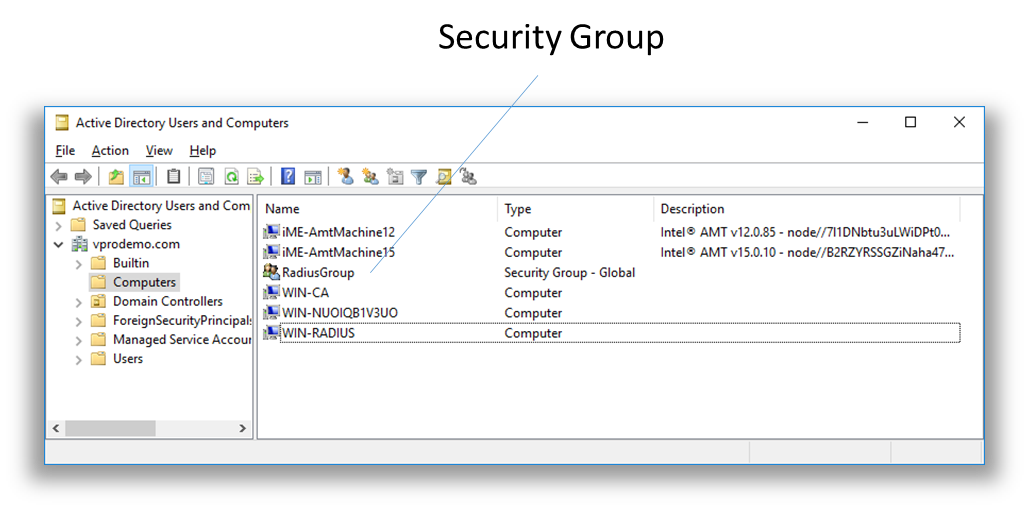 Security Group
Active Directory Users and Computers
File Action View Help
Active Directory Users and Com
Saved Queries
vprodemo.com
Builtin
Computers
Domain Controllers
ForeignSecurityPrincipal
Managed Service Accour
Users
Name Type Description
iME-AmtMachine12 Computer Intel® AMT v12.0.85 - node//7I1DNbtu3uLWiDPt0...
iME-AmtMachine15 Computer Intel® AMT v15.0.10 - node//B2RZYRSSGZiNaha47...
RadiusGroup Security Group - Global
WIN-CA Computer
WIN-NUOIQB1V3UO Computer
WIN-RADIUS Computer